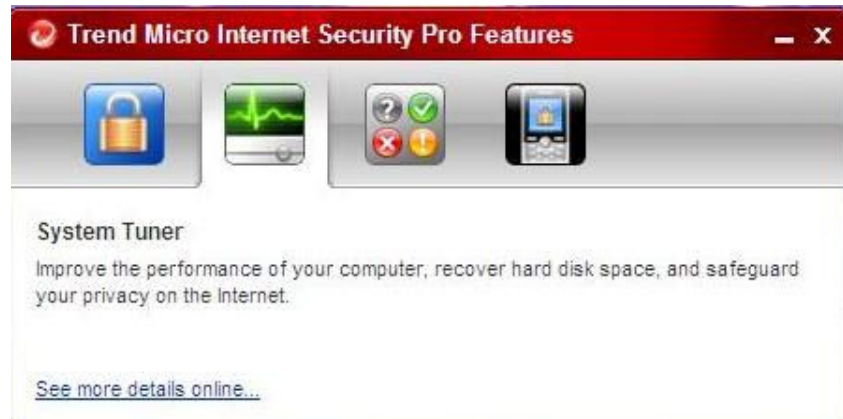 Trend Micro Internet Security Pro Features
System Tuner
Improve the performance of your computer, recover hard disk space, and safeguard
your privacy on the Internet.
See more details online...